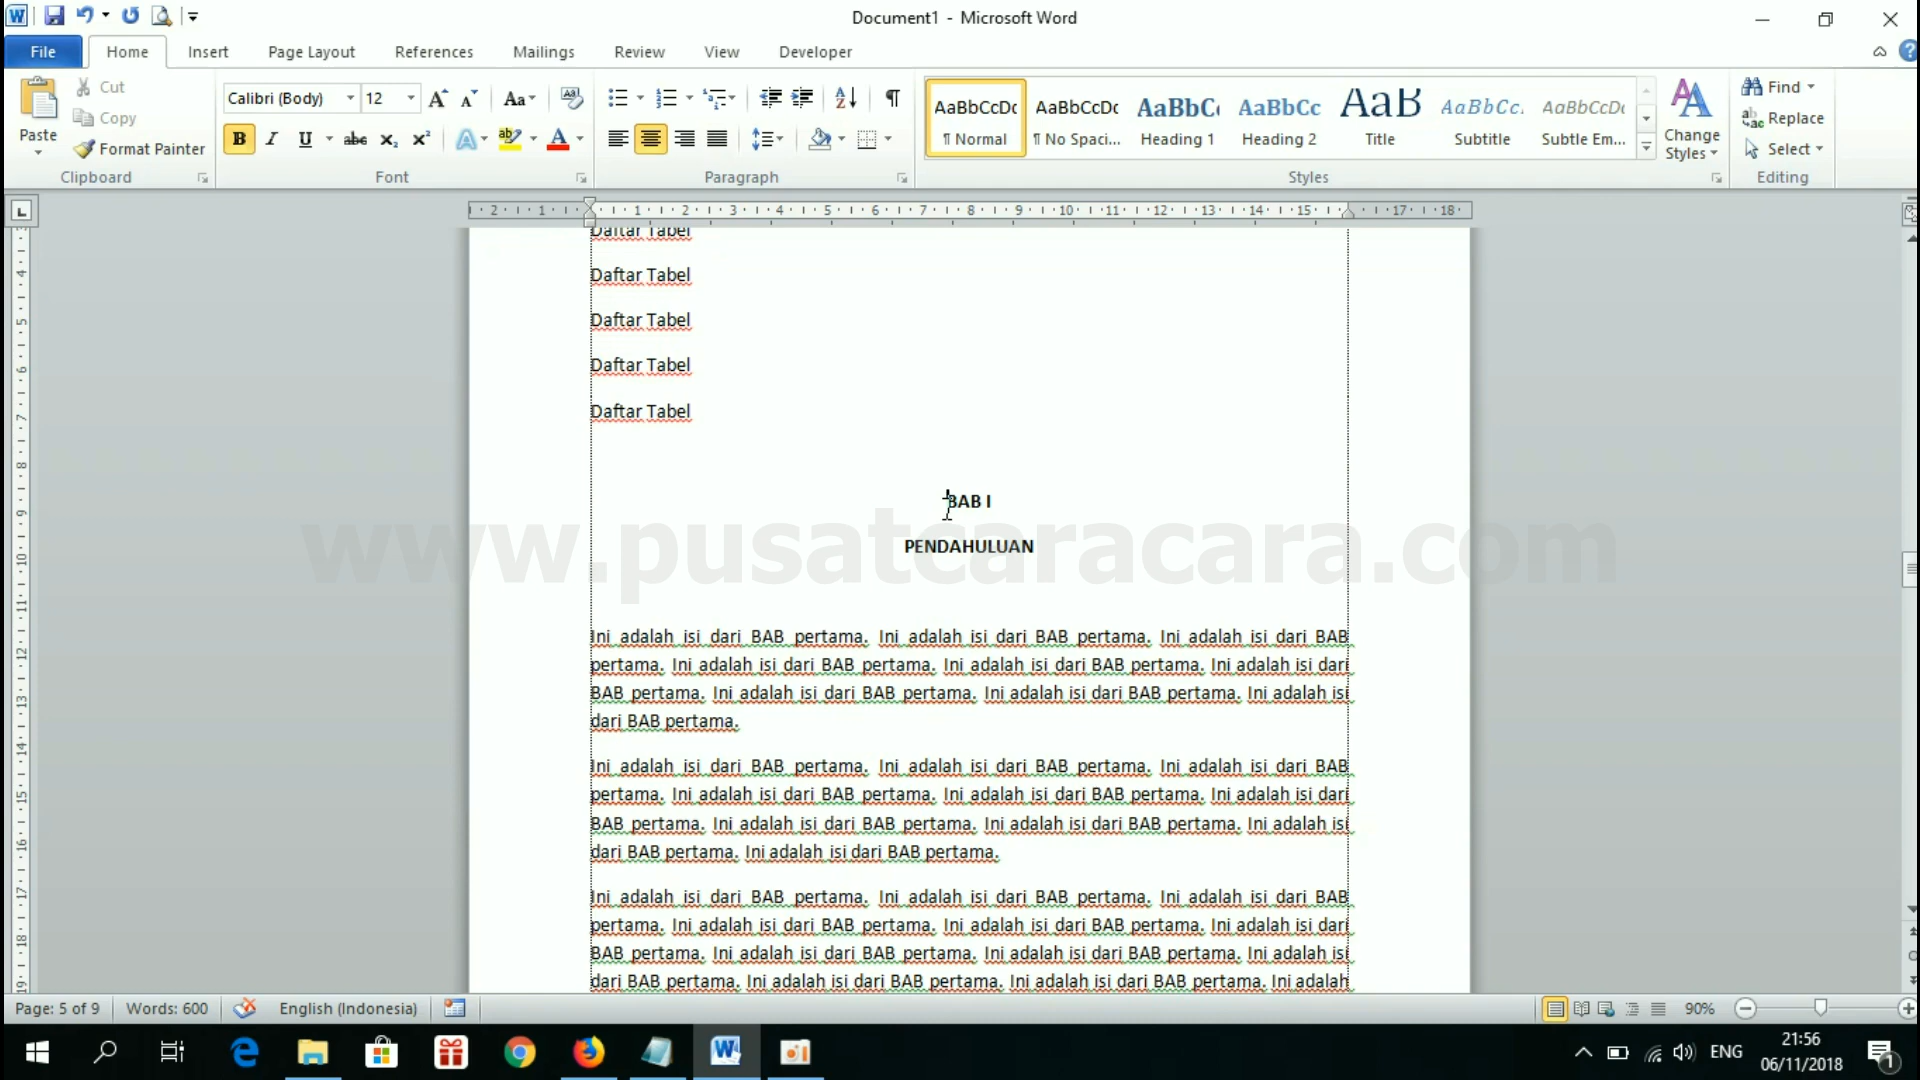 Document1 - Microsoft Word
File Home Insert Page Layout References Mailings Review View Developer
Paste
Cut
Copy
Format Painter
Clipboard
Calibri (Body) 12
Font
Paragraph
AaBbCcDc AaBbCcDc AaBbC AaBbCc AaB AaBbCc. AaBbCcDc
¶ Normal ¶ No Spaci... Heading 1 Heading 2 Title Subtitle Subtle Em...
Change Styles
Styles
Find
Replace
Select
Editing
Daftar Tabel
Daftar Tabel
Daftar Tabel
Daftar Tabel
Daftar Tabel
BAB I
www.pusatcaracara.com
PENDAHULUAN
Ini adalah isi dari BAB pertama. Ini adalah isi dari BAB pertama. Ini adalah isi dari BAB
pertama. Ini adalah isi dari BAB pertama. Ini adalah isi dari BAB pertama. Ini adalah isi dari
BAB pertama. Ini adalah isi dari BAB pertama. Ini adalah isi dari BAB pertama. Ini adalah isi
dari BAB pertama.
Ini adalah isi dari BAB pertama. Ini adalah isi dari BAB pertama. Ini adalah isi dari BAB
pertama. Ini adalah isi dari BAB pertama. Ini adalah isi dari BAB pertama. Ini adalah isi dari
BAB pertama. Ini adalah isi dari BAB pertama. Ini adalah isi dari BAB pertama. Ini adalah isi
dari BAB pertama. Ini adalah isi dari BAB pertama.
Ini adalah isi dari BAB pertama. Ini adalah isi dari BAB pertama. Ini adalah isi dari BAB
pertama. Ini adalah isi dari BAB pertama. Ini adalah isi dari BAB pertama. Ini adalah isi dari
BAB pertama. Ini adalah isi dari BAB pertama. Ini adalah isi dari BAB pertama. Ini adalah isi
dari BAB pertama. Ini adalah isi dari BAB pertama. Ini adalah isi dari BAB pertama. Ini adalah
Page: 5 of 9 Words: 600 English (Indonesia) 90%
ENG
21:56
06/11/2018